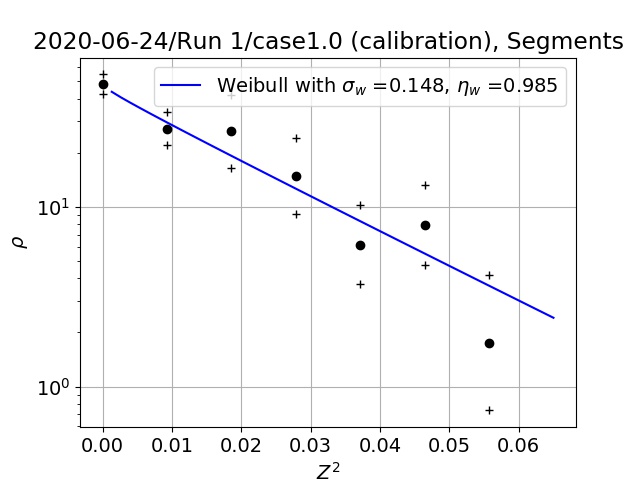 2020-06-24/Run 1/case1.0 (calibration), Segments
Weibull with σ_w =0.148, η_w =0.985
10¹
ρ
10⁰
0.00 0.01 0.02 0.03 0.04 0.05 0.06
Z²